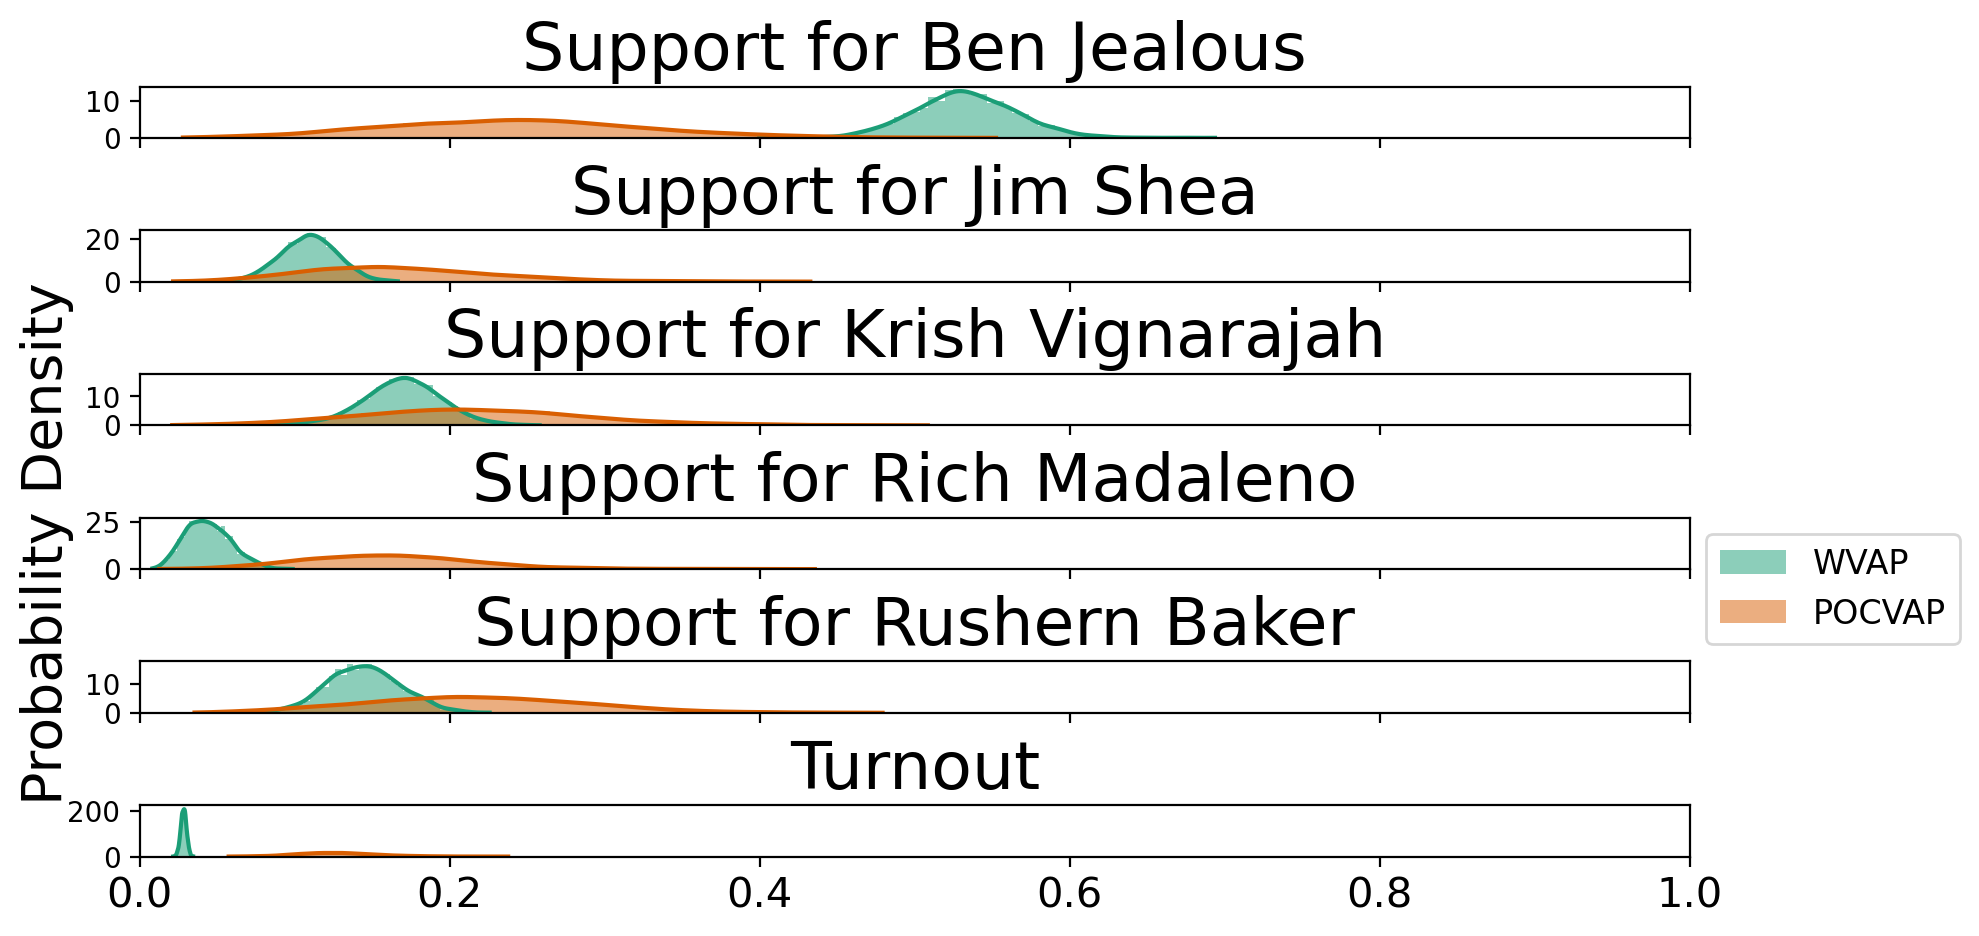 Support for Ben Jealous
10
0
Support for Jim Shea
20
0
Support for Krish Vignarajah
10
0
Support for Rich Madaleno
25
0
Support for Rushern Baker
10
0
Turnout
200
0
0.0 0.2 0.4 0.6 0.8 1.0
Probability Density
WVAP
POCVAP